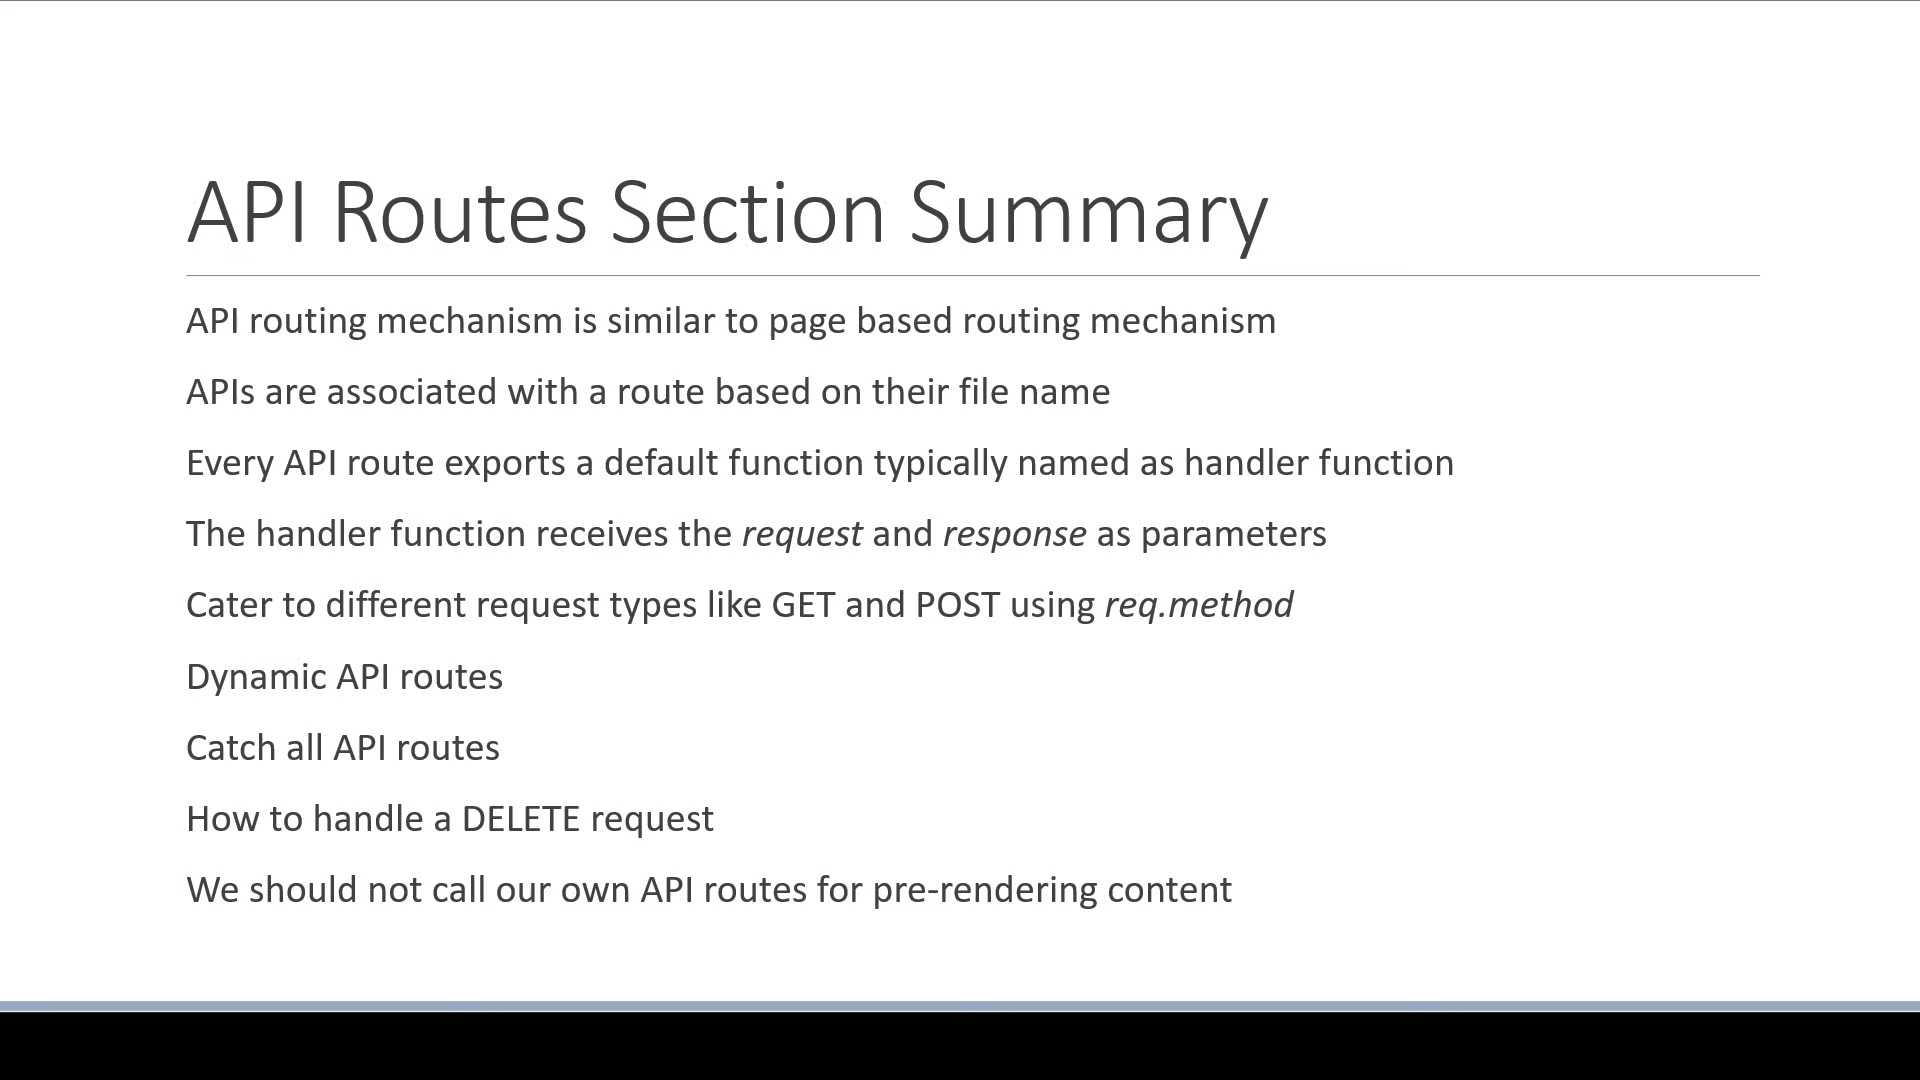 API Routes Section Summary
API routing mechanism is similar to page based routing mechanism
APIs are associated with a route based on their file name
Every API route exports a default function typically named as handler function
The handler function receives the request and response as parameters
Cater to different request types like GET and POST using req.method
Dynamic API routes
Catch all API routes
How to handle a DELETE request
We should not call our own API routes for pre-rendering content